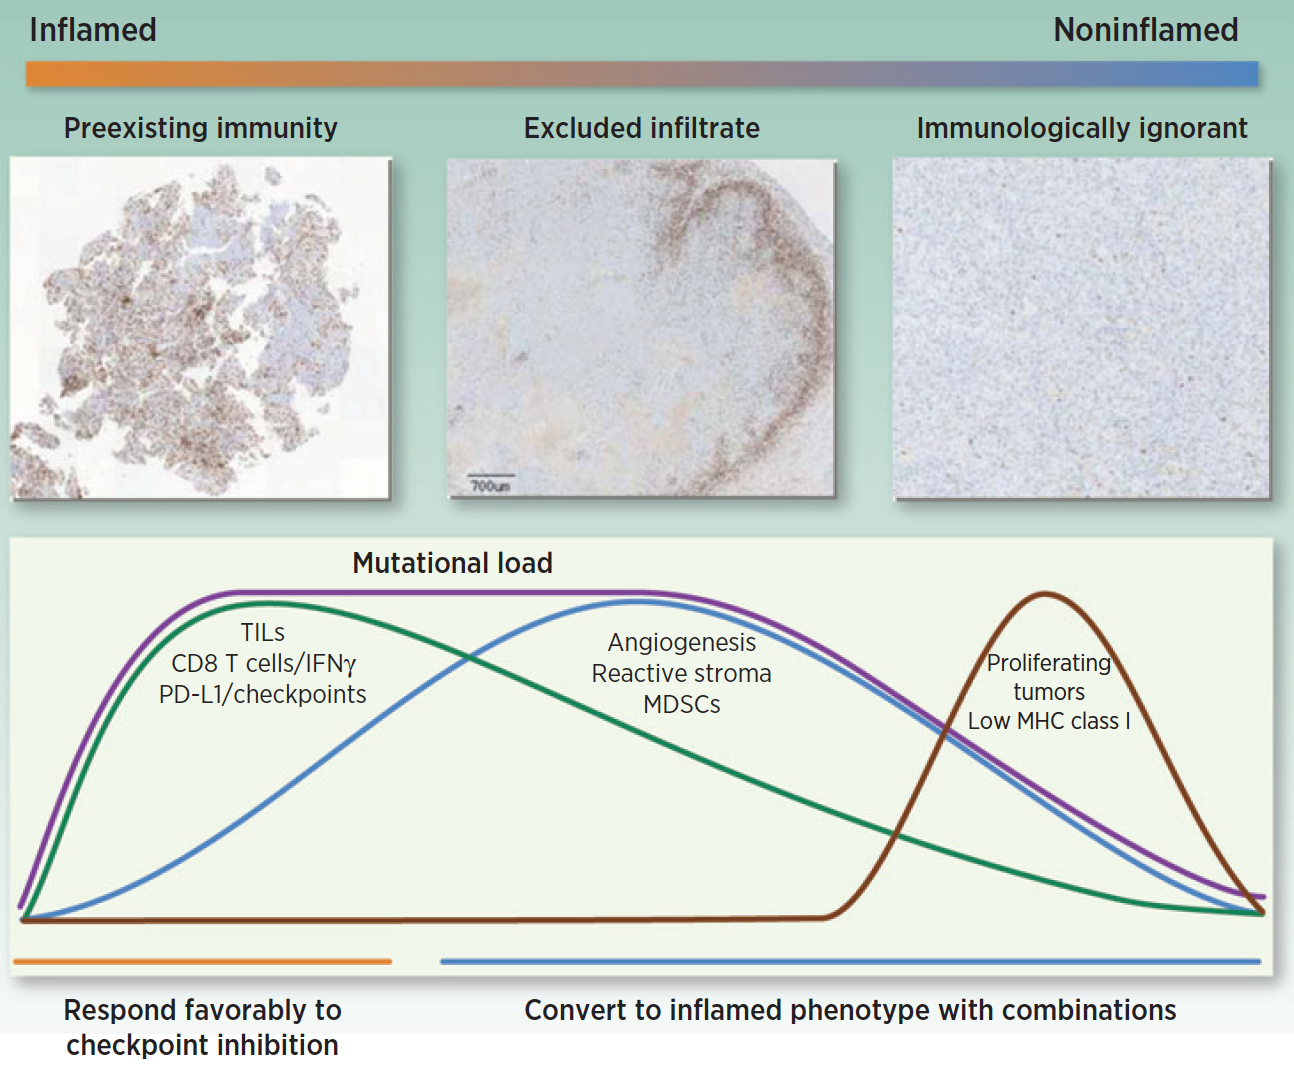 Inflamed
Noninflamed
Preexisting immunity
Excluded infiltrate
Immunologically ignorant
700um
Mutational load
TILs
CD8 T cells/IFNγ
PD-L1/checkpoints
Angiogenesis
Reactive stroma
MDSCs
Proliferating
tumors
Low MHC class I
Respond favorably to
checkpoint inhibition
Convert to inflamed phenotype with combinations